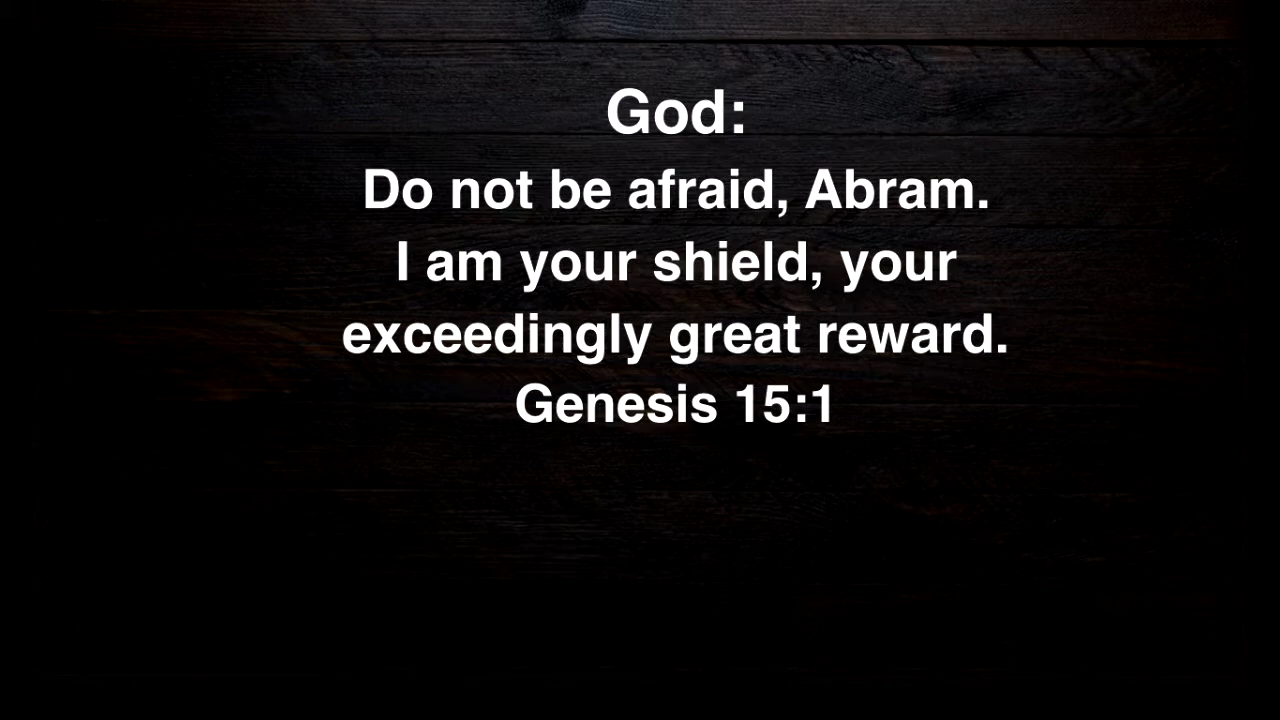 God:
Do not be afraid, Abram.
I am your shield, your
exceedingly great reward.
Genesis 15:1